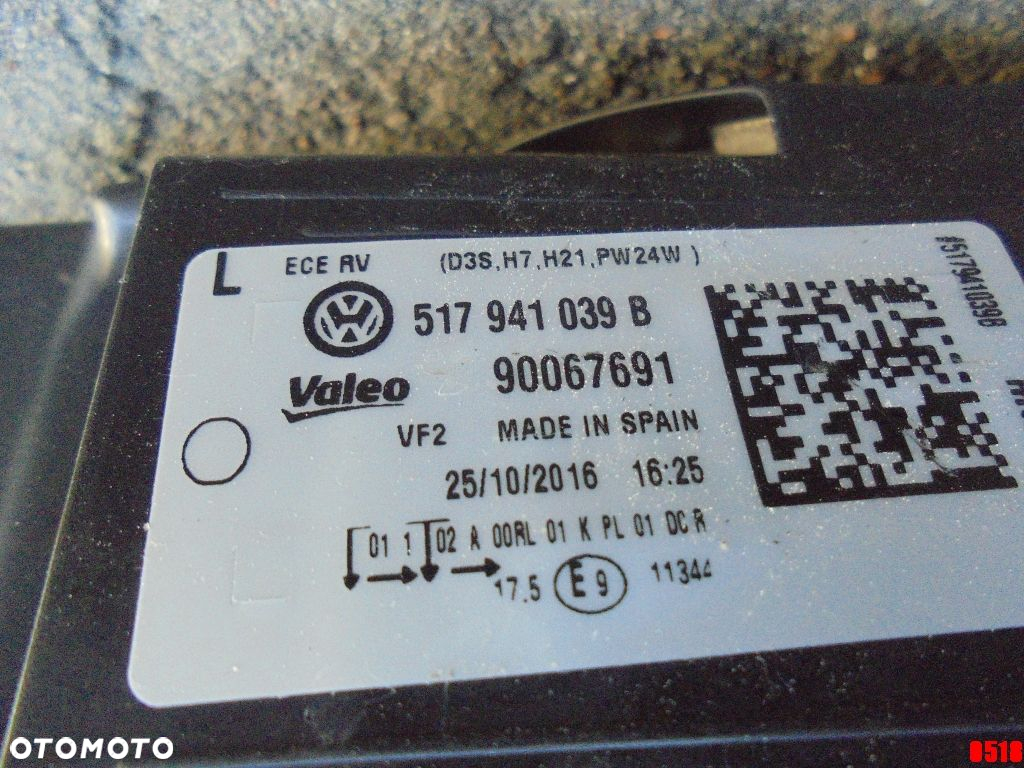 L ECE RV (D3S,H7,H21,PW24W )
517 941 039 B
#517941039B
Valeo 90067691
VF2 MADE IN SPAIN
25/10/2016 16:25
01 1 02 A 00RL 01 K PL 01 DC R
17.5 E 9 11344
OTOMOTO
8518